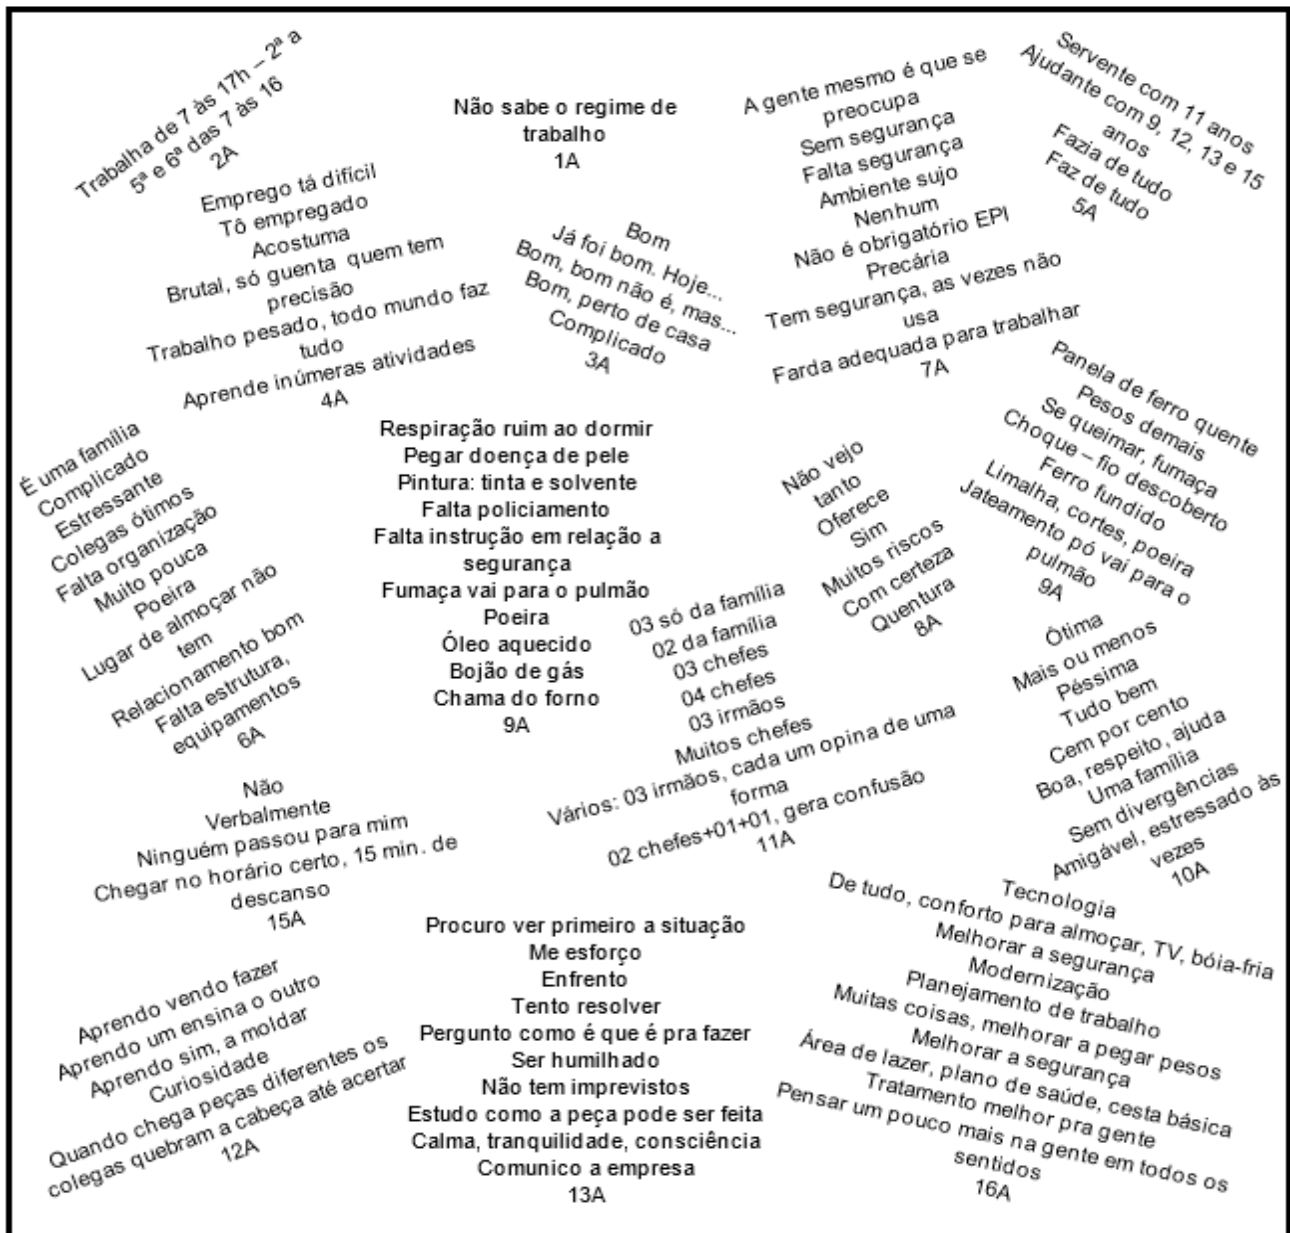 Trabalha de 7 às 17h – 2ª a
5ª e 6ª das 7 às 16
2A
Não sabe o regime de
trabalho
1A
A gente mesmo é que se
preocupa
Sem segurança
Falta segurança
Ambiente sujo
Nenhum
Não é obrigatório EPI
Precária
Tem segurança, as vezes não
usa
Farda adequada para trabalhar
7A
Servente com 11 anos
Ajudante com 9, 12, 13 e 15
anos
Fazia de tudo
Faz de tudo
5A
Emprego tá difícil
Tô empregado
Acostuma
Brutal, só guenta quem tem
precisão
Trabalho pesado, todo mundo faz
tudo
Aprende inúmeras atividades
4A
Bom
Já foi bom. Hoje...
Bom, bom não é, mas...
Bom, perto de casa
Complicado
3A
É uma família
Complicado
Estressante
Colegas ótimos
Falta organização
Muito pouca
Poeira
Lugar de almoçar não
tem
Relacionamento bom
Falta estrutura,
equipamentos
6A
Respiração ruim ao dormir
Pegar doença de pele
Pintura: tinta e solvente
Falta policiamento
Falta instrução em relação a
segurança
Fumaça vai para o pulmão
Poeira
Óleo aquecido
Bojão de gás
Chama do forno
9A
Não vejo
tanto
Oferece
Sim
Muitos riscos
Com certeza
Quentura
8A
Panela de ferro quente
Pesos demais
Se queimar, fumaça
Choque – fio descoberto
Ferro fundido
Limalha, cortes, poeira
Jateamento pó vai para o
pulmão
9A
03 só da família
02 da família
03 chefes
04 chefes
03 irmãos
Muitos chefes
Vários: 03 irmãos, cada um opina de uma
forma
02 chefes+01+01, gera confusão
11A
Ótima
Mais ou menos
Péssima
Tudo bem
Cem por cento
Boa, respeito, ajuda
Uma família
Sem divergências
Amigável, estressado às
vezes
10A
Não
Verbalmente
Ninguém passou para mim
Chegar no horário certo, 15 min. de
descanso
15A
Aprendo vendo fazer
Aprendo um ensina o outro
Aprendo sim, a moldar
Curiosidade
Quando chega peças diferentes os
colegas quebram a cabeça até acertar
12A
Procuro ver primeiro a situação
Me esforço
Enfrento
Tento resolver
Pergunto como é que é pra fazer
Ser humilhado
Não tem imprevistos
Estudo como a peça pode ser feita
Calma, tranquilidade, consciência
Comunico a empresa
13A
Tecnologia
De tudo, conforto para almoçar, TV, bóia-fria
Melhorar a segurança
Modernização
Planejamento de trabalho
Muitas coisas, melhorar a pegar pesos
Melhorar a segurança
Área de lazer, plano de saúde, cesta básica
Tratamento melhor pra gente
Pensar um pouco mais na gente em todos os
sentidos
16A